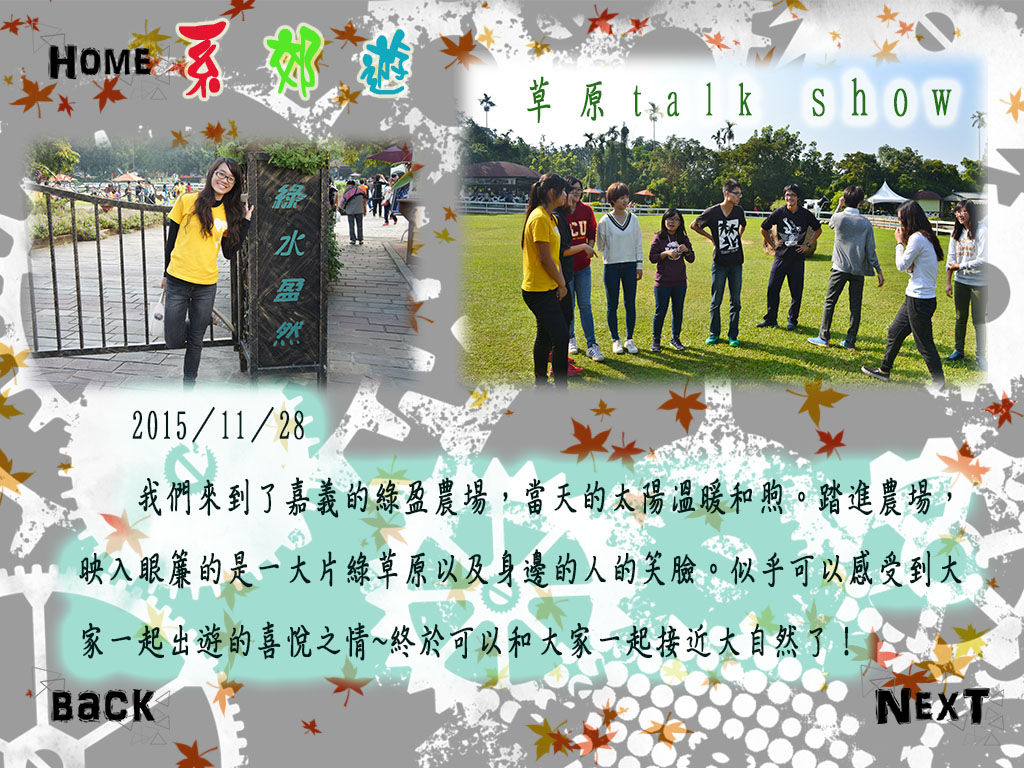 HOME 系郊遊
草原talk show
綠水盈然
CU
2015/11/28
我們來到了嘉義的綠盈農場，當天的太陽溫暖和煦。踏進農場，
映入眼簾的是一大片綠草原以及身邊的人的笑臉。似乎可以感受到大
家一起出遊的喜悅之情~終於可以和大家一起接近大自然了！
BACK
NEXT